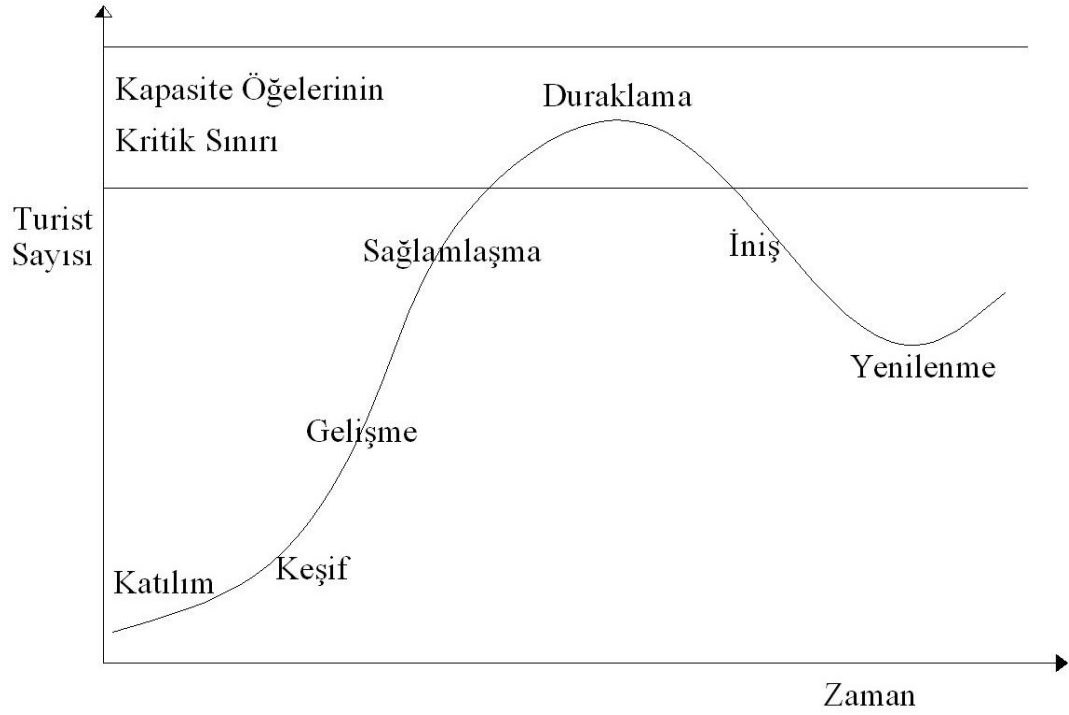 Kapasite Öğelerinin
Kritik Sınırı
Duraklama
Turist
Sayısı
Sağlamlaşma
İniş
Yenilenme
Gelişme
Katılım
Keşif
Zaman